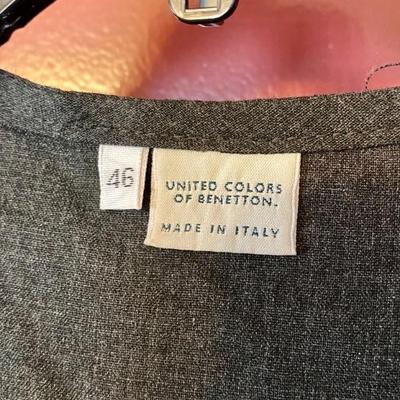 46
UNITED COLORS
OF BENETTON.
MADE IN ITALY